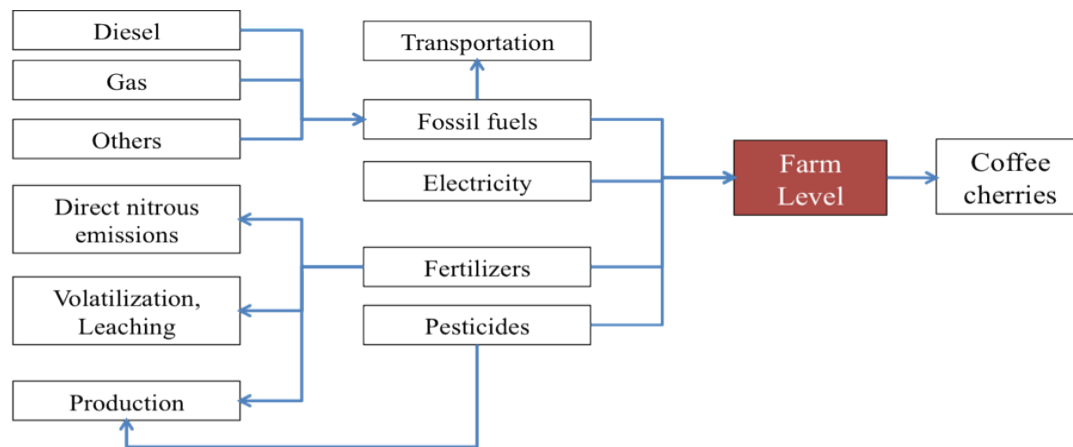 Diesel
Gas
Others
Direct nitrous
emissions
Volatilization,
Leaching
Production
Transportation
Fossil fuels
Electricity
Fertilizers
Pesticides
Farm
Level
Coffee
cherries